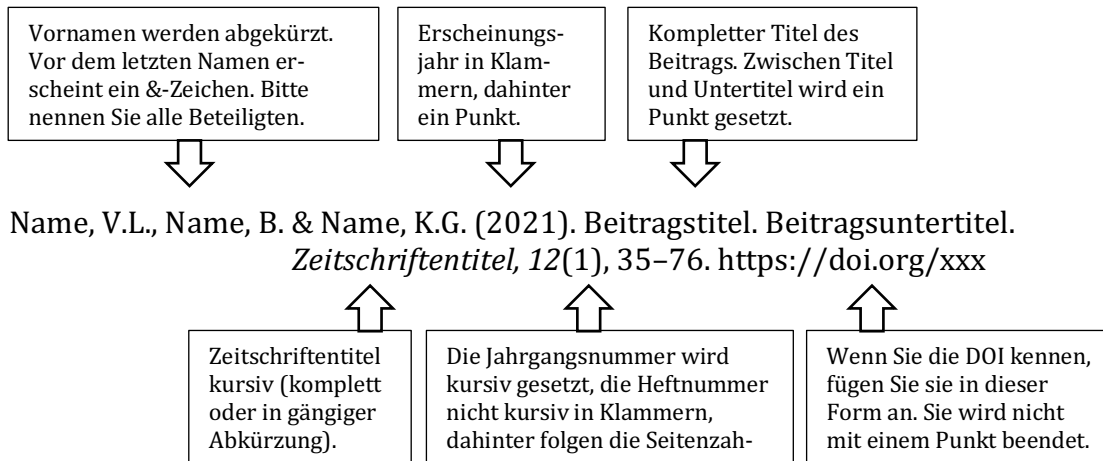 Vornamen werden abgekürzt.
Vor dem letzten Namen er-
scheint ein &-Zeichen. Bitte
nennen Sie alle Beteiligten.
Erscheinungs-
jahr in Klam-
mern, dahinter
ein Punkt.
Kompletter Titel des
Beitrags. Zwischen Titel
und Untertitel wird ein
Punkt gesetzt.
Name, V.L., Name, B. & Name, K.G. (2021). Beitragstitel. Beitragsuntertitel.
Zeitschriftentitel, 12(1), 35–76. https://doi.org/xxx
Zeitschriftentitel
kursiv (komplett
oder in gängiger
Abkürzung).
Die Jahrgangsnummer wird
kursiv gesetzt, die Heftnummer
nicht kursiv in Klammern,
dahinter folgen die Seitenzah-
Wenn Sie die DOI kennen,
fügen Sie sie in dieser
Form an. Sie wird nicht
mit einem Punkt beendet.